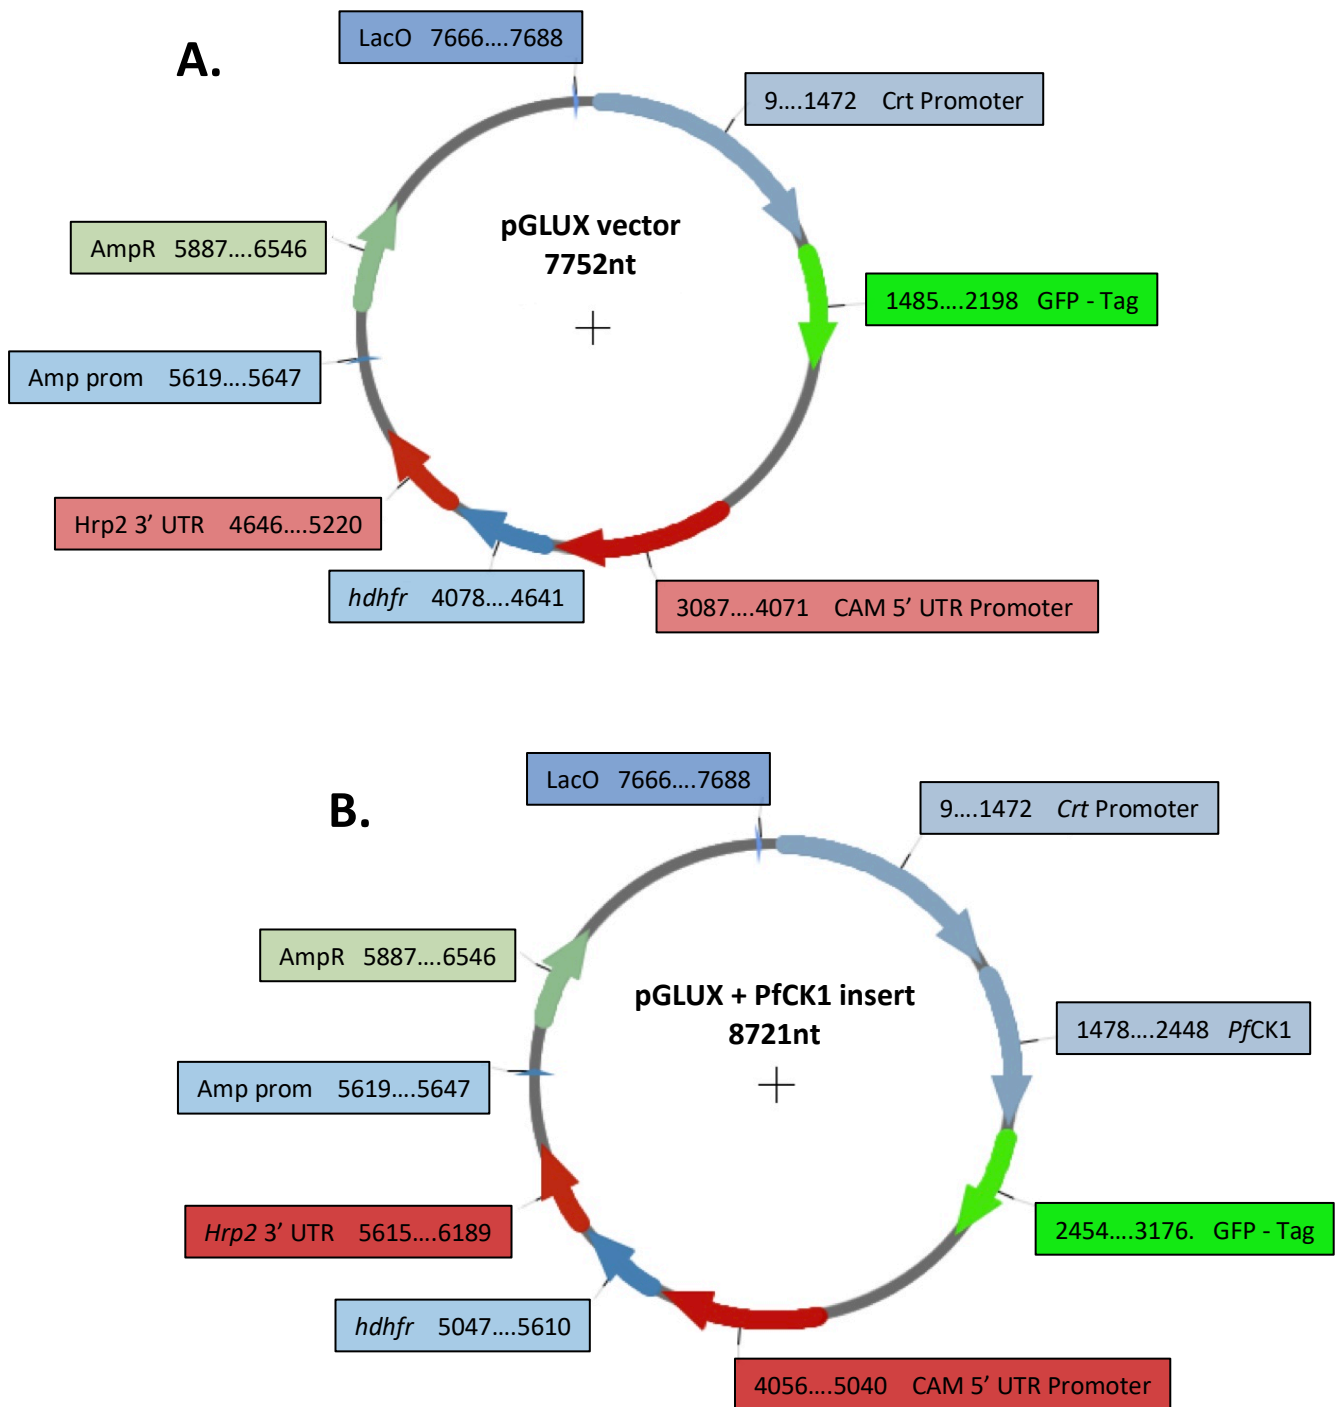 A.
LacO 7666....7688
9....1472 Crt Promoter
pGLUX vector
7752nt
AmpR 5887....6546
1485....2198 GFP - Tag
Amp prom 5619....5647
Hrp2 3’ UTR 4646....5220
hdhfr 4078....4641
3087....4071 CAM 5’ UTR Promoter
B.
LacO 7666....7688
9....1472 Crt Promoter
AmpR 5887....6546
pGLUX + PfCK1 insert
8721nt
1478....2448 PfCK1
Amp prom 5619....5647
Hrp2 3’ UTR 5615....6189
2454....3176. GFP - Tag
hdhfr 5047....5610
4056....5040 CAM 5’ UTR Promoter